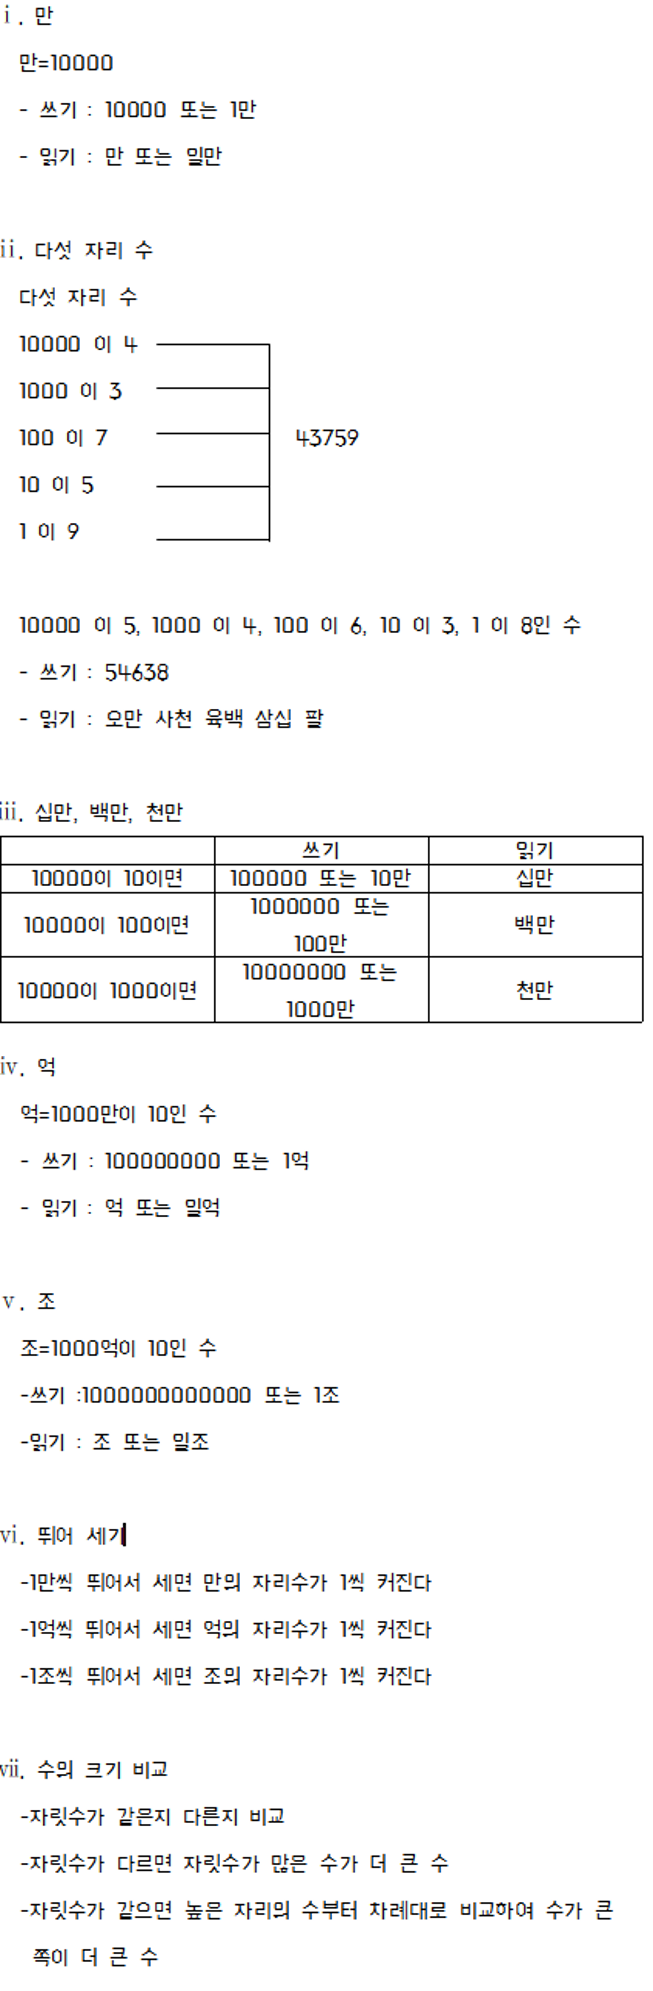 ⅰ. 만
만=10000
- 쓰기 : 10000 또는 1만
- 읽기 : 만 또는 일만
ⅱ. 다섯 자리 수
다섯 자리 수
10000 이 4
1000 이 3
100 이 7 43759
10 이 5
1 이 9
10000 이 5, 1000 이 4, 100 이 6, 10 이 3, 1 이 8인 수
- 쓰기 : 54638
- 읽기 : 오만 사천 육백 삼십 팔
ⅲ. 십만, 백만, 천만
쓰기 읽기
10000이 10이면 100000 또는 10만 십만
10000이 100이면 1000000 또는 100만 백만
10000이 1000이면 10000000 또는 1000만 천만
ⅳ. 억
억=1000만이 10인 수
- 쓰기 : 100000000 또는 1억
- 읽기 : 억 또는 일억
ⅴ. 조
조=1000억이 10인 수
-쓰기 :1000000000000 또는 1조
-읽기 : 조 또는 일조
ⅵ. 뛰어 세기
-1만씩 뛰어서 세면 만의 자리수가 1씩 커진다
-1억씩 뛰어서 세면 억의 자리수가 1씩 커진다
-1조씩 뛰어서 세면 조의 자리수가 1씩 커진다
ⅶ. 수의 크기 비교
-자릿수가 같은지 다른지 비교
-자릿수가 다르면 자릿수가 많은 수가 더 큰 수
-자릿수가 같으면 높은 자리의 수부터 차례대로 비교하여 수가 큰
쪽이 더 큰 수